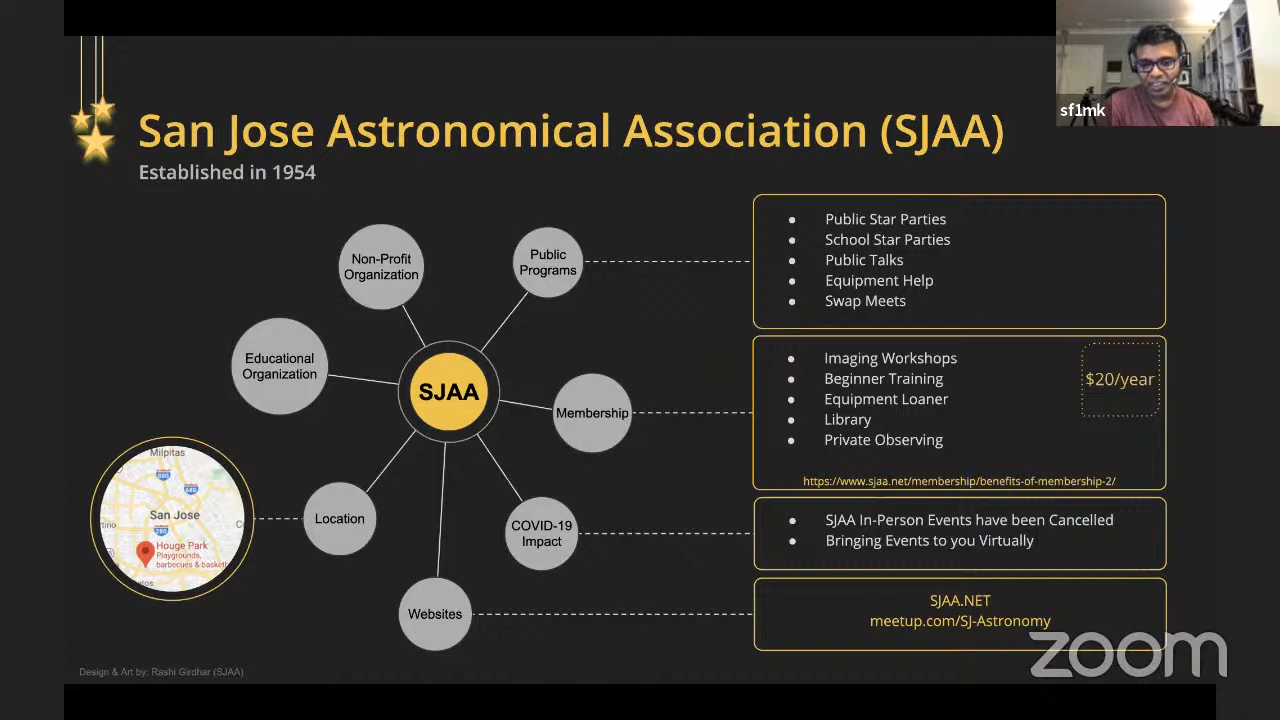 sf1mk
San Jose Astronomical Association (SJAA)
Established in 1954
Non-Profit
Organization
Public
Programs
Educational
Organization
SJAA
Membership
Location
COVID-19
Impact
Websites
Milpitas
880
680
San Jose
280
Houge Park
Playgrounds,
barbecues & basketb
Public Star Parties
School Star Parties
Public Talks
Equipment Help
Swap Meets
Imaging Workshops
Beginner Training
Equipment Loaner
Library
Private Observing
$20/year
https://www.sjaa.net/membership/benefits-of-membership-2/
SJAA In-Person Events have been Cancelled
Bringing Events to you Virtually
SJAA.NET
meetup.com/SJ-Astronomy
zoom
Design & Art by: Rashi Girdhar (SJAA)